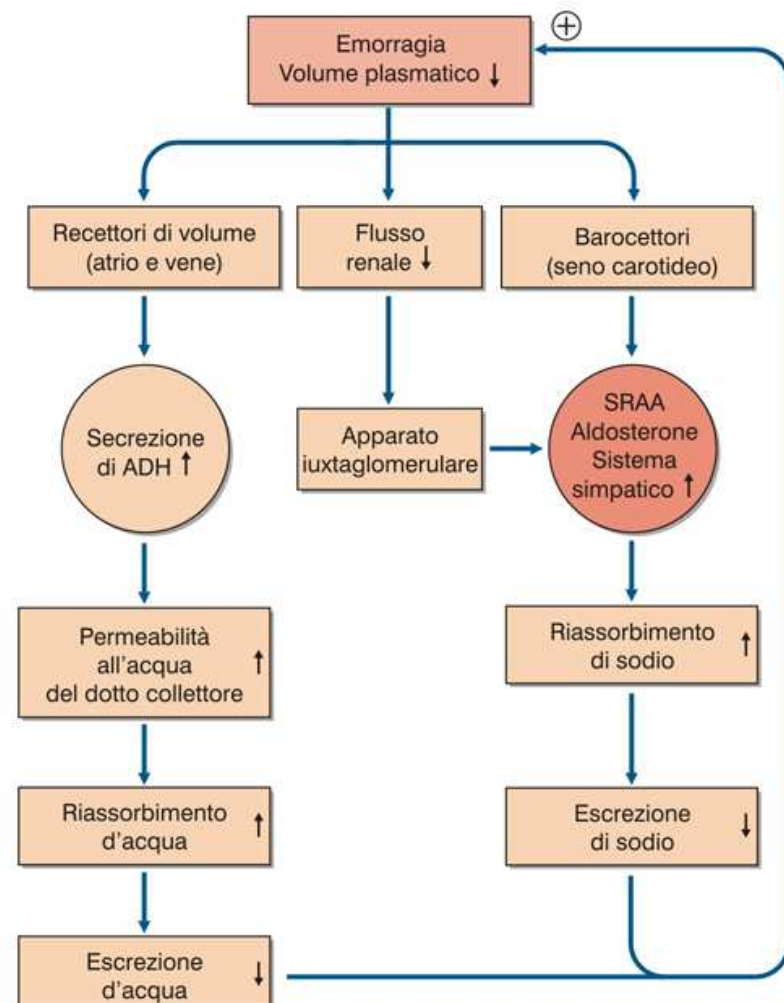 Emorragia
Volume plasmatico ↓
+
Recettori di volume
(atrio e vene)
Flusso
renale ↓
Barocettori
(seno carotideo)
Secrezione
di ADH ↑
Apparato
iuxtaglomerulare
SRAA
Aldosterone
Sistema
simpatico ↑
Permeabilità
all'acqua
del dotto collettore ↑
Riassorbimento
di sodio ↑
Riassorbimento
d'acqua ↑
Escrezione
di sodio ↓
Escrezione
d'acqua ↓